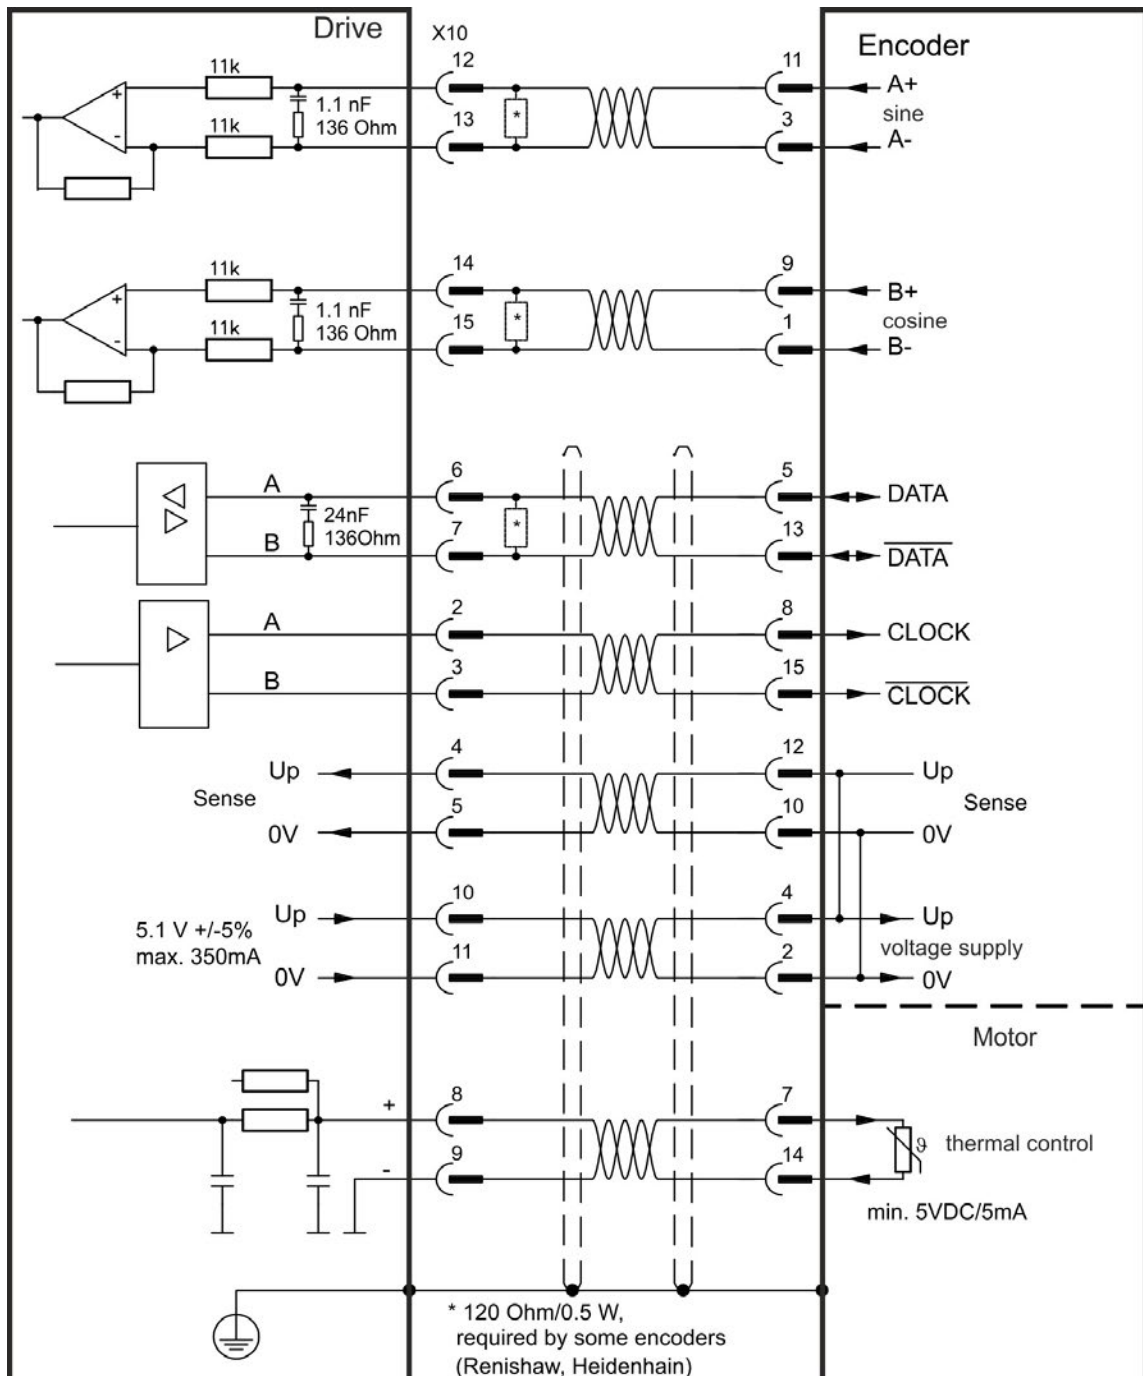 Drive
X10
Encoder
11k
12
11
A+
+
1.1 nF
*
sine
136 Ohm
13
3
-
11k
A-
11k
14
9
B+
+
1.1 nF
*
cosine
136 Ohm
15
1
-
11k
B-
A
6
5
DATA
24nF
*
136Ohm
B
7
13
DATA
A
2
8
CLOCK
B
3
15
CLOCK
Up
4
12
Up
Sense
Sense
0V
5
10
0V
Up
10
4
Up
5.1 V +/-5%
max. 350mA
voltage supply
0V
11
2
0V
Motor
+
8
7
ϑ thermal control
-
9
14
min. 5VDC/5mA
* 120 Ohm/0.5 W,
required by some encoders
(Renishaw, Heidenhain)